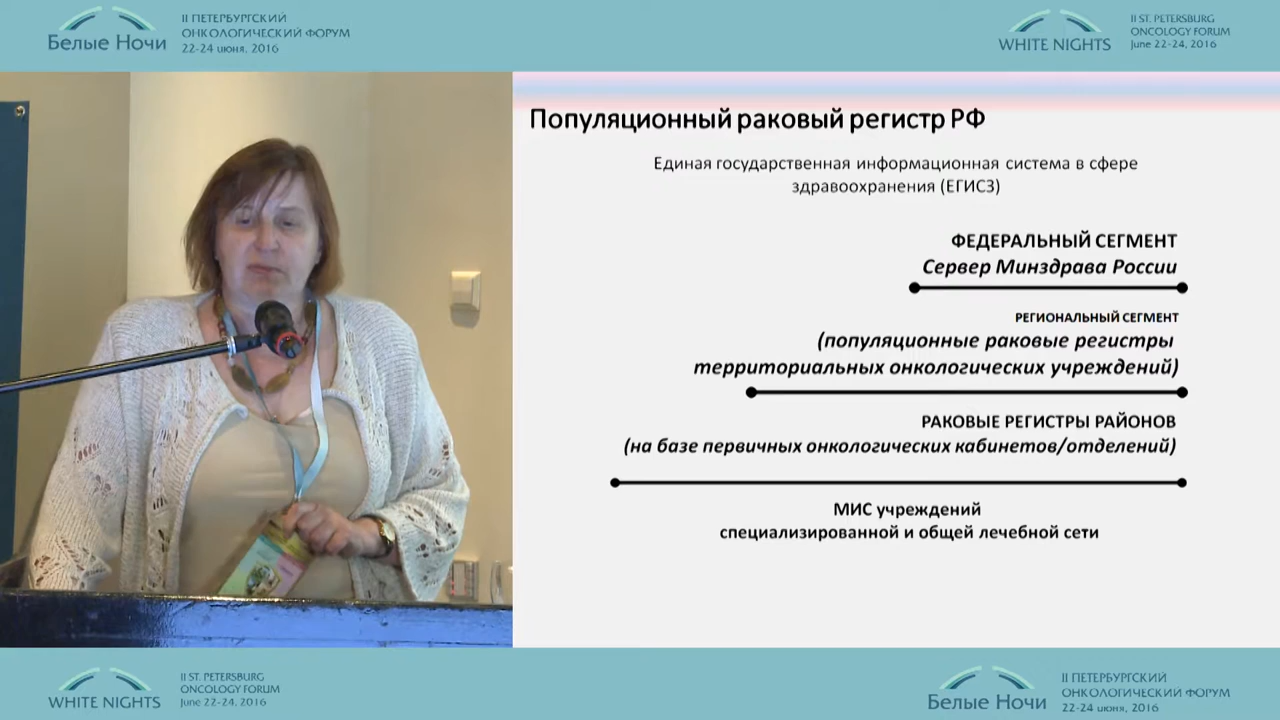 Белые Ночи
II ПЕТЕРБУРГСКИЙ
ОНКОЛОГИЧЕСКИЙ ФОРУМ
22-24 июня, 2016
WHITE NIGHTS
II ST. PETERSBURG
ONCOLOGY FORUM
June 22-24, 2016
Популяционный раковый регистр РФ
Единая государственная информационная система в сфере
здравоохранения (ЕГИСЗ)
ФЕДЕРАЛЬНЫЙ СЕГМЕНТ
Сервер Минздрава России
РЕГИОНАЛЬНЫЙ СЕГМЕНТ
(популяционные раковые регистры
территориальных онкологических учреждений)
РАКОВЫЕ РЕГИСТРЫ РАЙОНОВ
(на базе первичных онкологических кабинетов/отделений)
МИС учреждений
специализированной и общей лечебной сети
WHITE NIGHTS
II ST. PETERSBURG
ONCOLOGY FORUM
June 22-24, 2016
Белые Ночи
II ПЕТЕРБУРГСКИЙ
ОНКОЛОГИЧЕСКИЙ ФОРУМ
22-24 июня, 2016